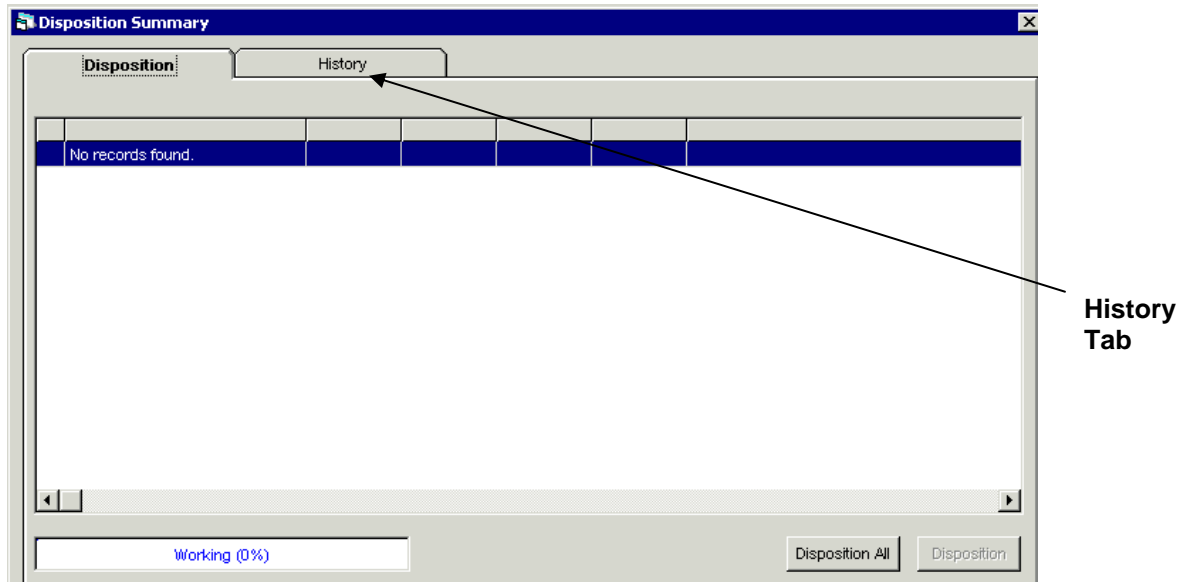 Disposition Summary
Disposition History
No records found.
History
Tab
Working (0%) Disposition All Disposition